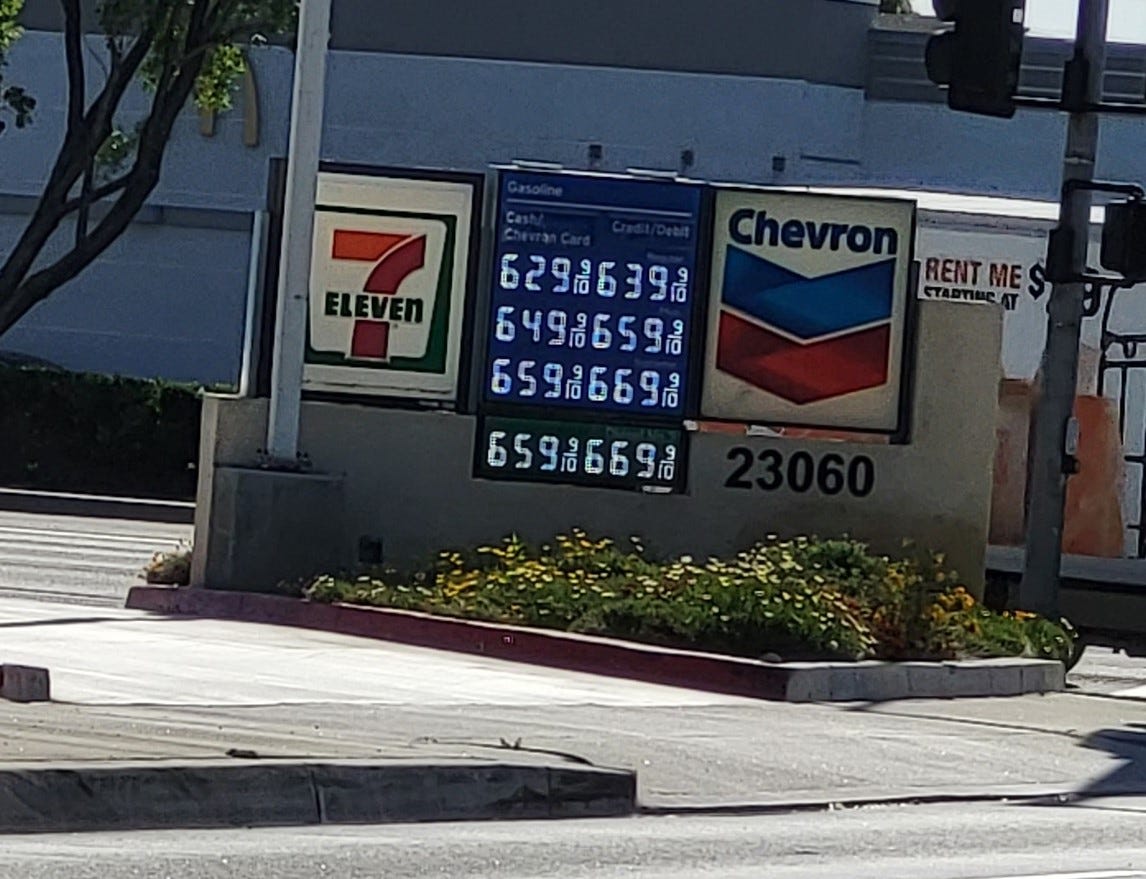 7
ELEVEN
Gasoline
Cash/ Credit/Debit
Chevron Card
Regular
629 9/10 639 9/10
Plus
649 9/10 659 9/10
659 9/10 669 9/10
659 9/10 669 9/10
Chevron
23060
RENT ME $
STARTING AT